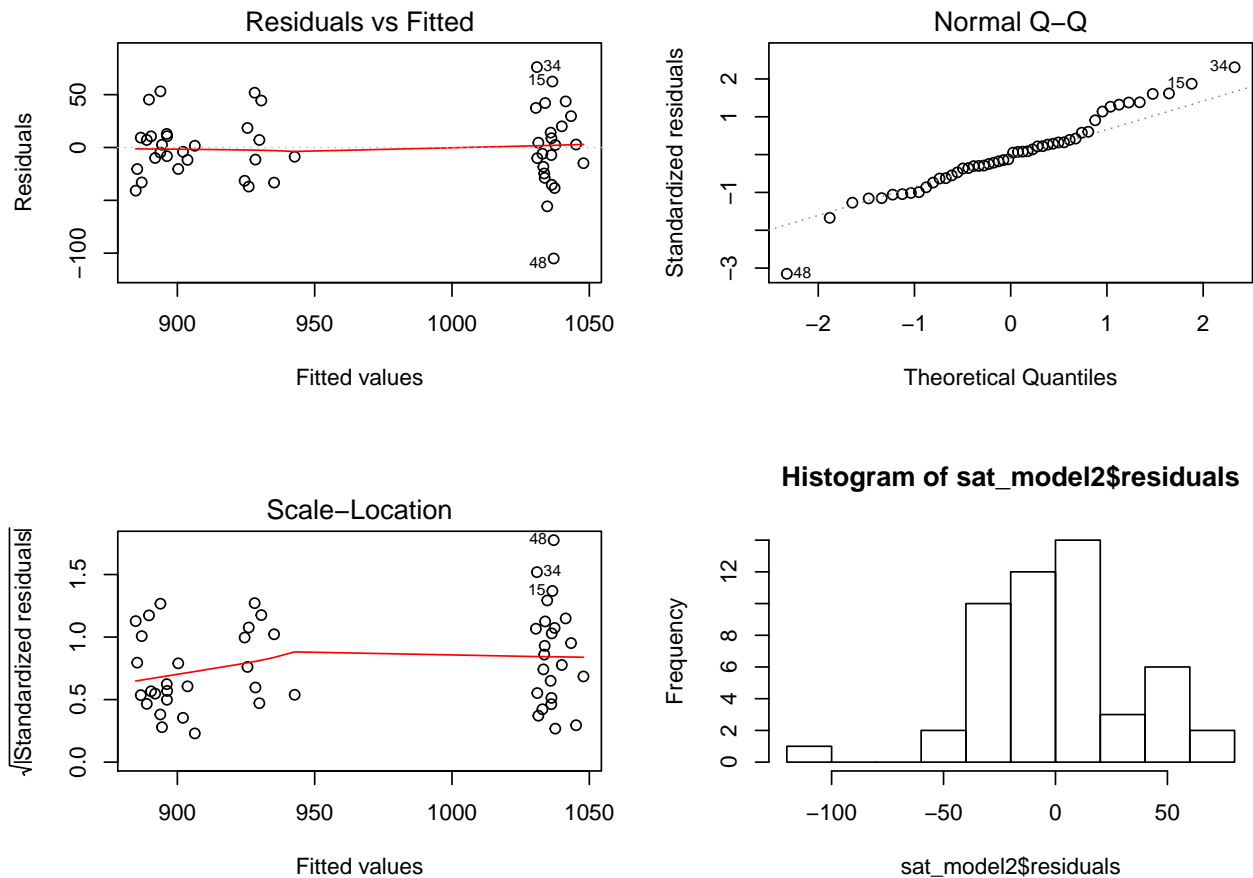 Residuals vs Fitted
Residuals
50
0
−100
34
15
0
48
900 950 1000 1050
Fitted values
Normal Q−Q
Standardized residuals
2
1
−1
−3
34
15
48
−2 −1 0 1 2
Theoretical Quantiles
Scale−Location
√|Standardized residuals|
1.5
1.0
0.5
0.0
48
34
15
900 950 1000 1050
Fitted values
Histogram of sat_model2$residuals
Frequency
12
8
6
4
2
0
−100 −50 0 50
sat_model2$residuals